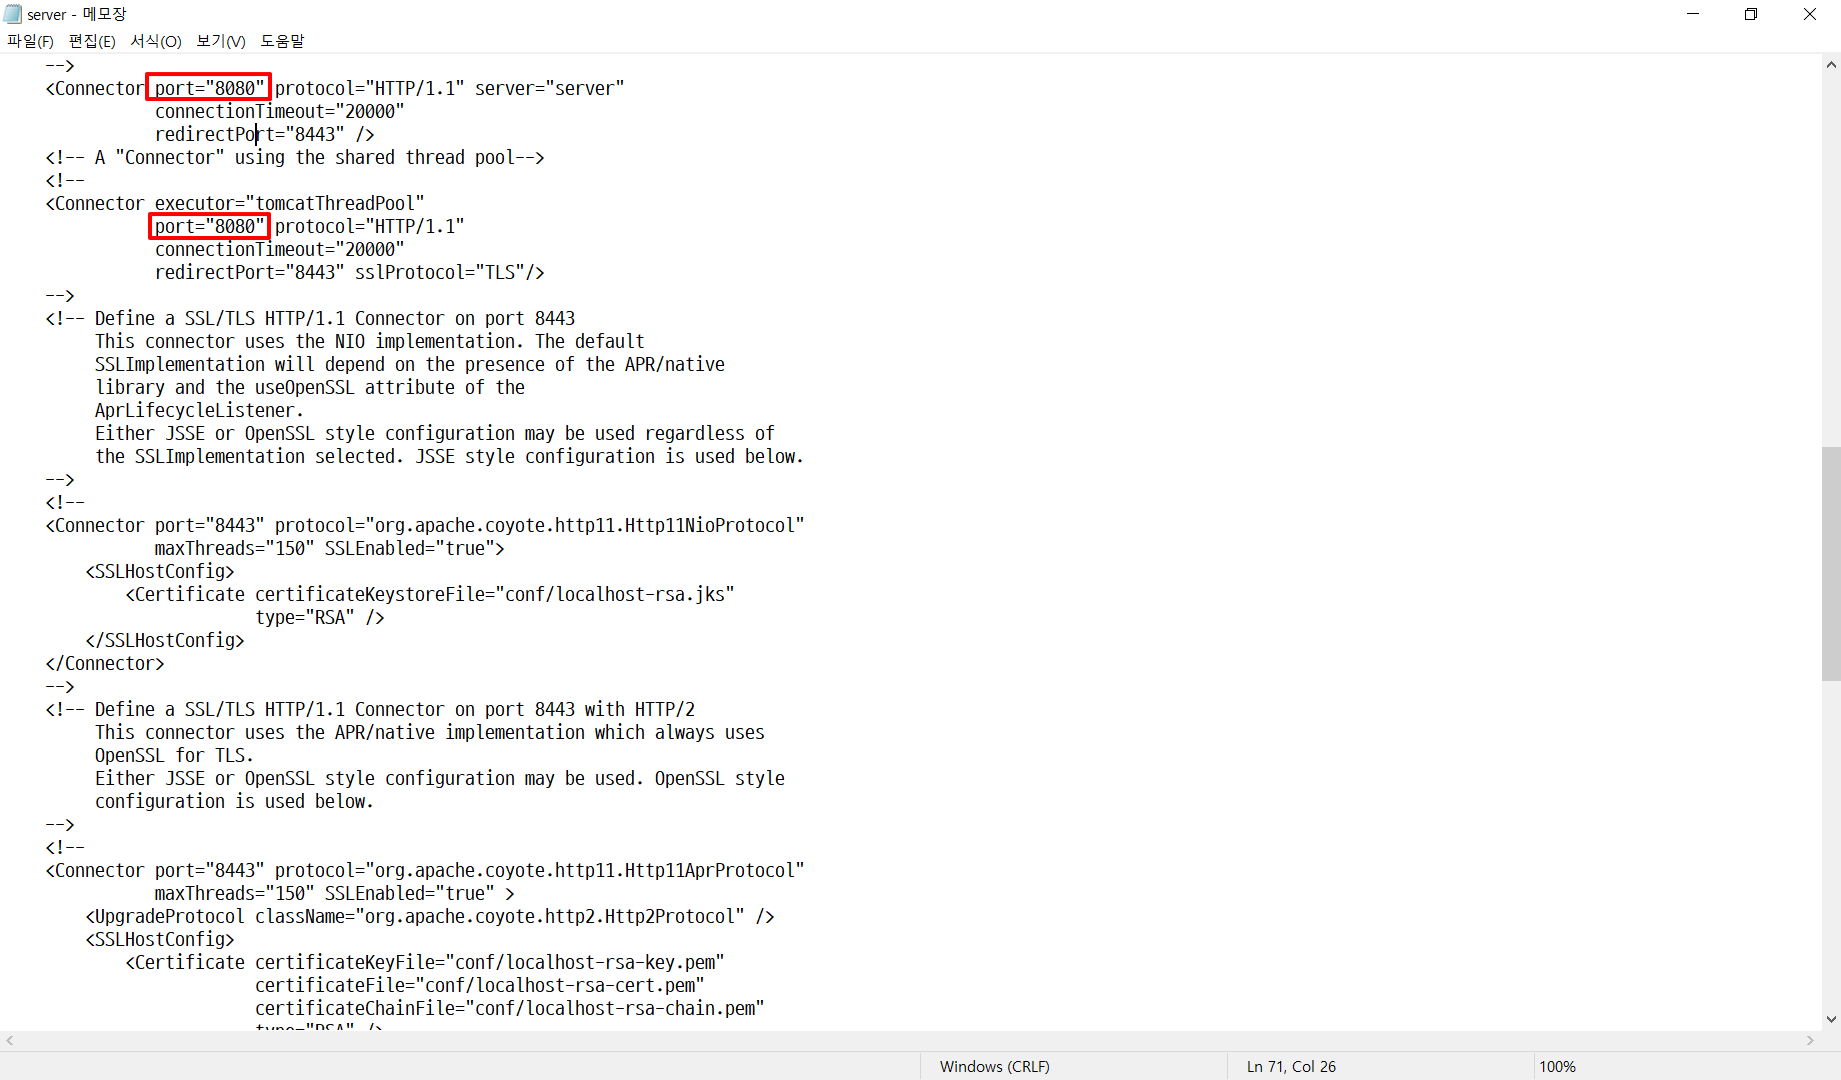 server - 메모장
파일(F) 편집(E) 서식(O) 보기(V) 도움말
-->
<Connector port="8080" protocol="HTTP/1.1" server="server"
connectionTimeout="20000"
redirectPort="8443" />
<!-- A "Connector" using the shared thread pool-->
<!--
<Connector executor="tomcatThreadPool"
port="8080" protocol="HTTP/1.1"
connectionTimeout="20000"
redirectPort="8443" sslProtocol="TLS"/>
-->
<!-- Define a SSL/TLS HTTP/1.1 Connector on port 8443
This connector uses the NIO implementation. The default
SSLImplementation will depend on the presence of the APR/native
library and the useOpenSSL attribute of the
AprLifecycleListener.
Either JSSE or OpenSSL style configuration may be used regardless of
the SSLImplementation selected. JSSE style configuration is used below.
-->
<!--
<Connector port="8443" protocol="org.apache.coyote.http11.Http11NioProtocol"
maxThreads="150" SSLEnabled="true">
<SSLHostConfig>
<Certificate certificateKeystoreFile="conf/localhost-rsa.jks"
type="RSA" />
</SSLHostConfig>
</Connector>
-->
<!-- Define a SSL/TLS HTTP/1.1 Connector on port 8443 with HTTP/2
This connector uses the APR/native implementation which always uses
OpenSSL for TLS.
Either JSSE or OpenSSL style configuration may be used. OpenSSL style
configuration is used below.
-->
<!--
<Connector port="8443" protocol="org.apache.coyote.http11.Http11AprProtocol"
maxThreads="150" SSLEnabled="true" >
<UpgradeProtocol className="org.apache.coyote.http2.Http2Protocol" />
<SSLHostConfig>
<Certificate certificateKeyFile="conf/localhost-rsa-key.pem"
certificateFile="conf/localhost-rsa-cert.pem"
certificateChainFile="conf/localhost-rsa-chain.pem"
type="RSA" />
Windows (CRLF) Ln 71, Col 26 100%